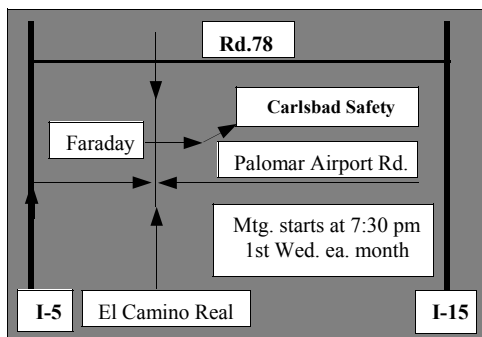 Rd.78
Carlsbad Safety
Faraday
Palomar Airport Rd.
Mtg. starts at 7:30 pm
1st Wed. ea. month
I-5
El Camino Real
I-15